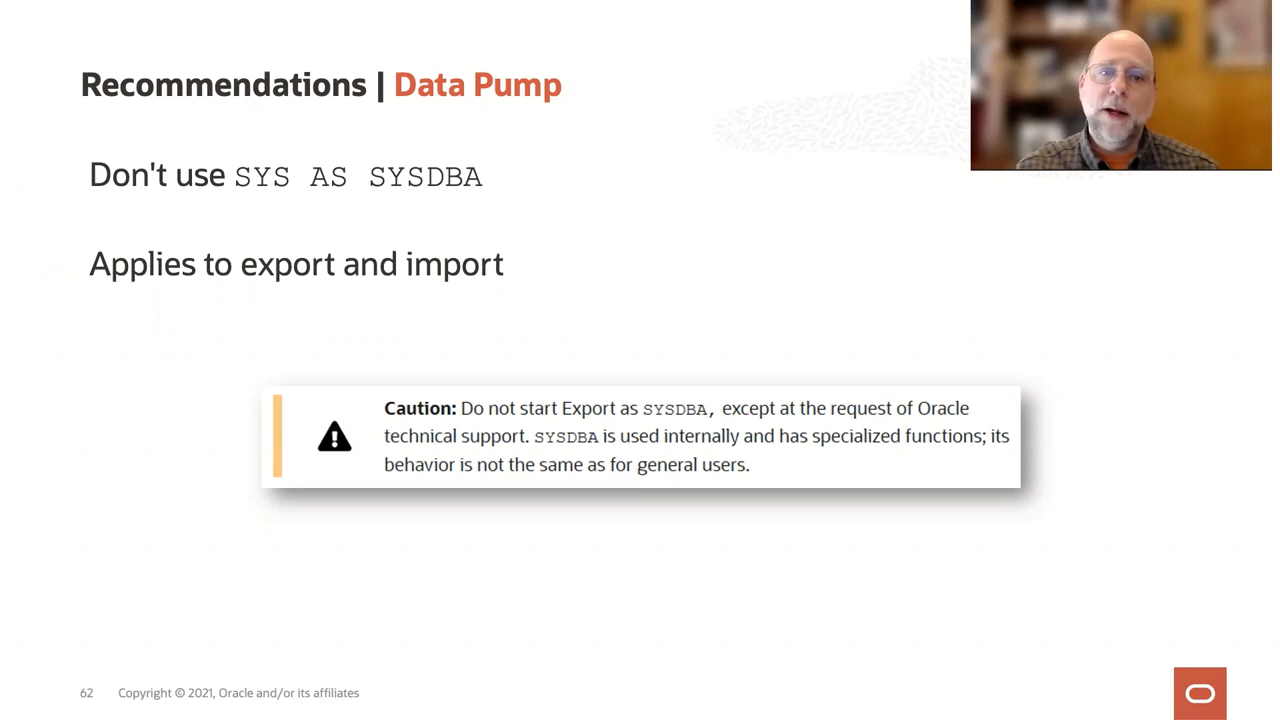 Recommendations | Data Pump
Don't use SYS AS SYSDBA
Applies to export and import
Caution: Do not start Export as SYSDBA, except at the request of Oracle
technical support. SYSDBA is used internally and has specialized functions; its
behavior is not the same as for general users.
62 Copyright © 2021, Oracle and/or its affiliates